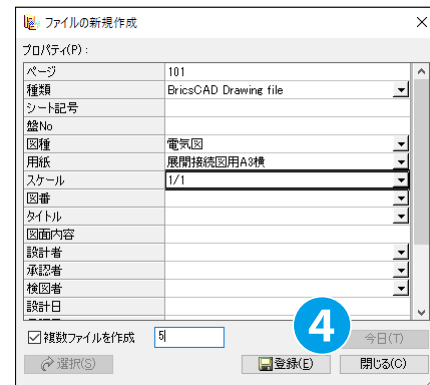 ファイルの新規作成
プロパティ(P):
ページ 101
種類 BricsCAD Drawing file
シート記号
盤No
図種 電気図
用紙 展開接続図用A3横
スケール 1/1
図番
タイトル
図面内容
設計者
承認者
検図者
設計日
複数ファイルを作成 5
4
今日(T)
選択(S) 登録(E) 閉じる(C)